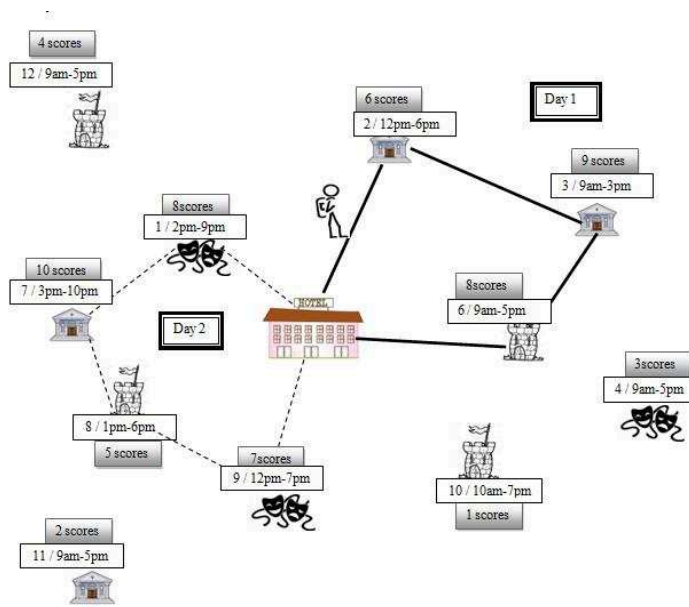 4 scores
12 / 9am-5pm
6 scores
2 / 12pm-6pm
Day 1
9 scores
3 / 9am-3pm
8scores
1 / 2pm-9pm
10 scores
7 / 3pm-10pm
Day 2
HOTEL
8scores
6 / 9am-5pm
3scores
4 / 9am-5pm
8 / 1pm-6pm
5 scores
7scores
9 / 12pm-7pm
10 / 10am-7pm
1 scores
2 scores
11 / 9am-5pm